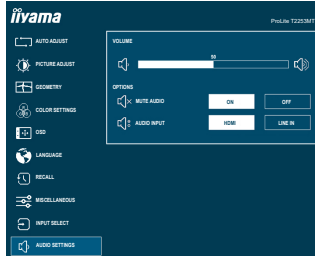 iiyama
ProLite T2253MT
AUTO ADJUST
PICTURE ADJUST
GEOMETRY
COLOR SETTINGS
OSD
LANGUAGE
RECALL
MISCELLANEOUS
INPUT SELECT
AUDIO SETTINGS
VOLUME
50
OPTIONS
MUTE AUDIO ON OFF
AUDIO INPUT HDMI LINE IN